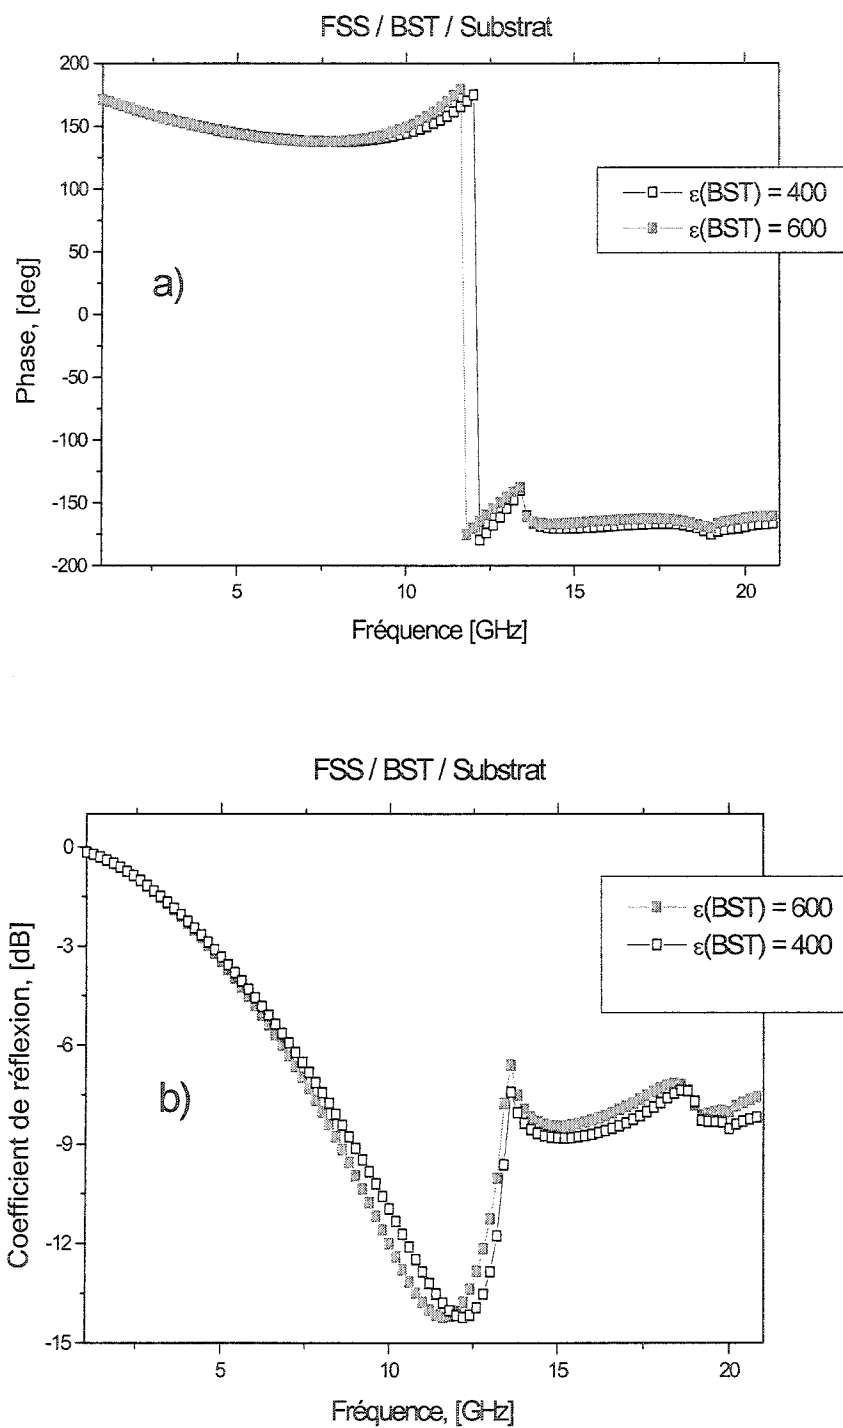 FSS / BST / Substrat
200
150
100
50
0
-50
-100
-150
-200
Phase, [deg]
a)
ε(BST) = 400
ε(BST) = 600
5
10
15
20
Fréquence [GHz]
FSS / BST / Substrat
0
-3
-6
-9
-12
-15
Coefficient de réflexion, [dB]
b)
ε(BST) = 600
ε(BST) = 400
5
10
15
20
Fréquence, [GHz]